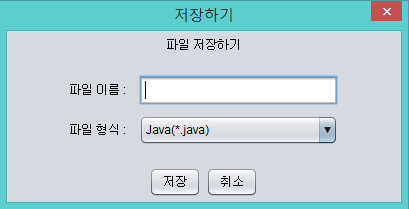 저장하기
파일 저장하기
파일 이름 :
파일 형식 : Java(*.java)
저장 취소